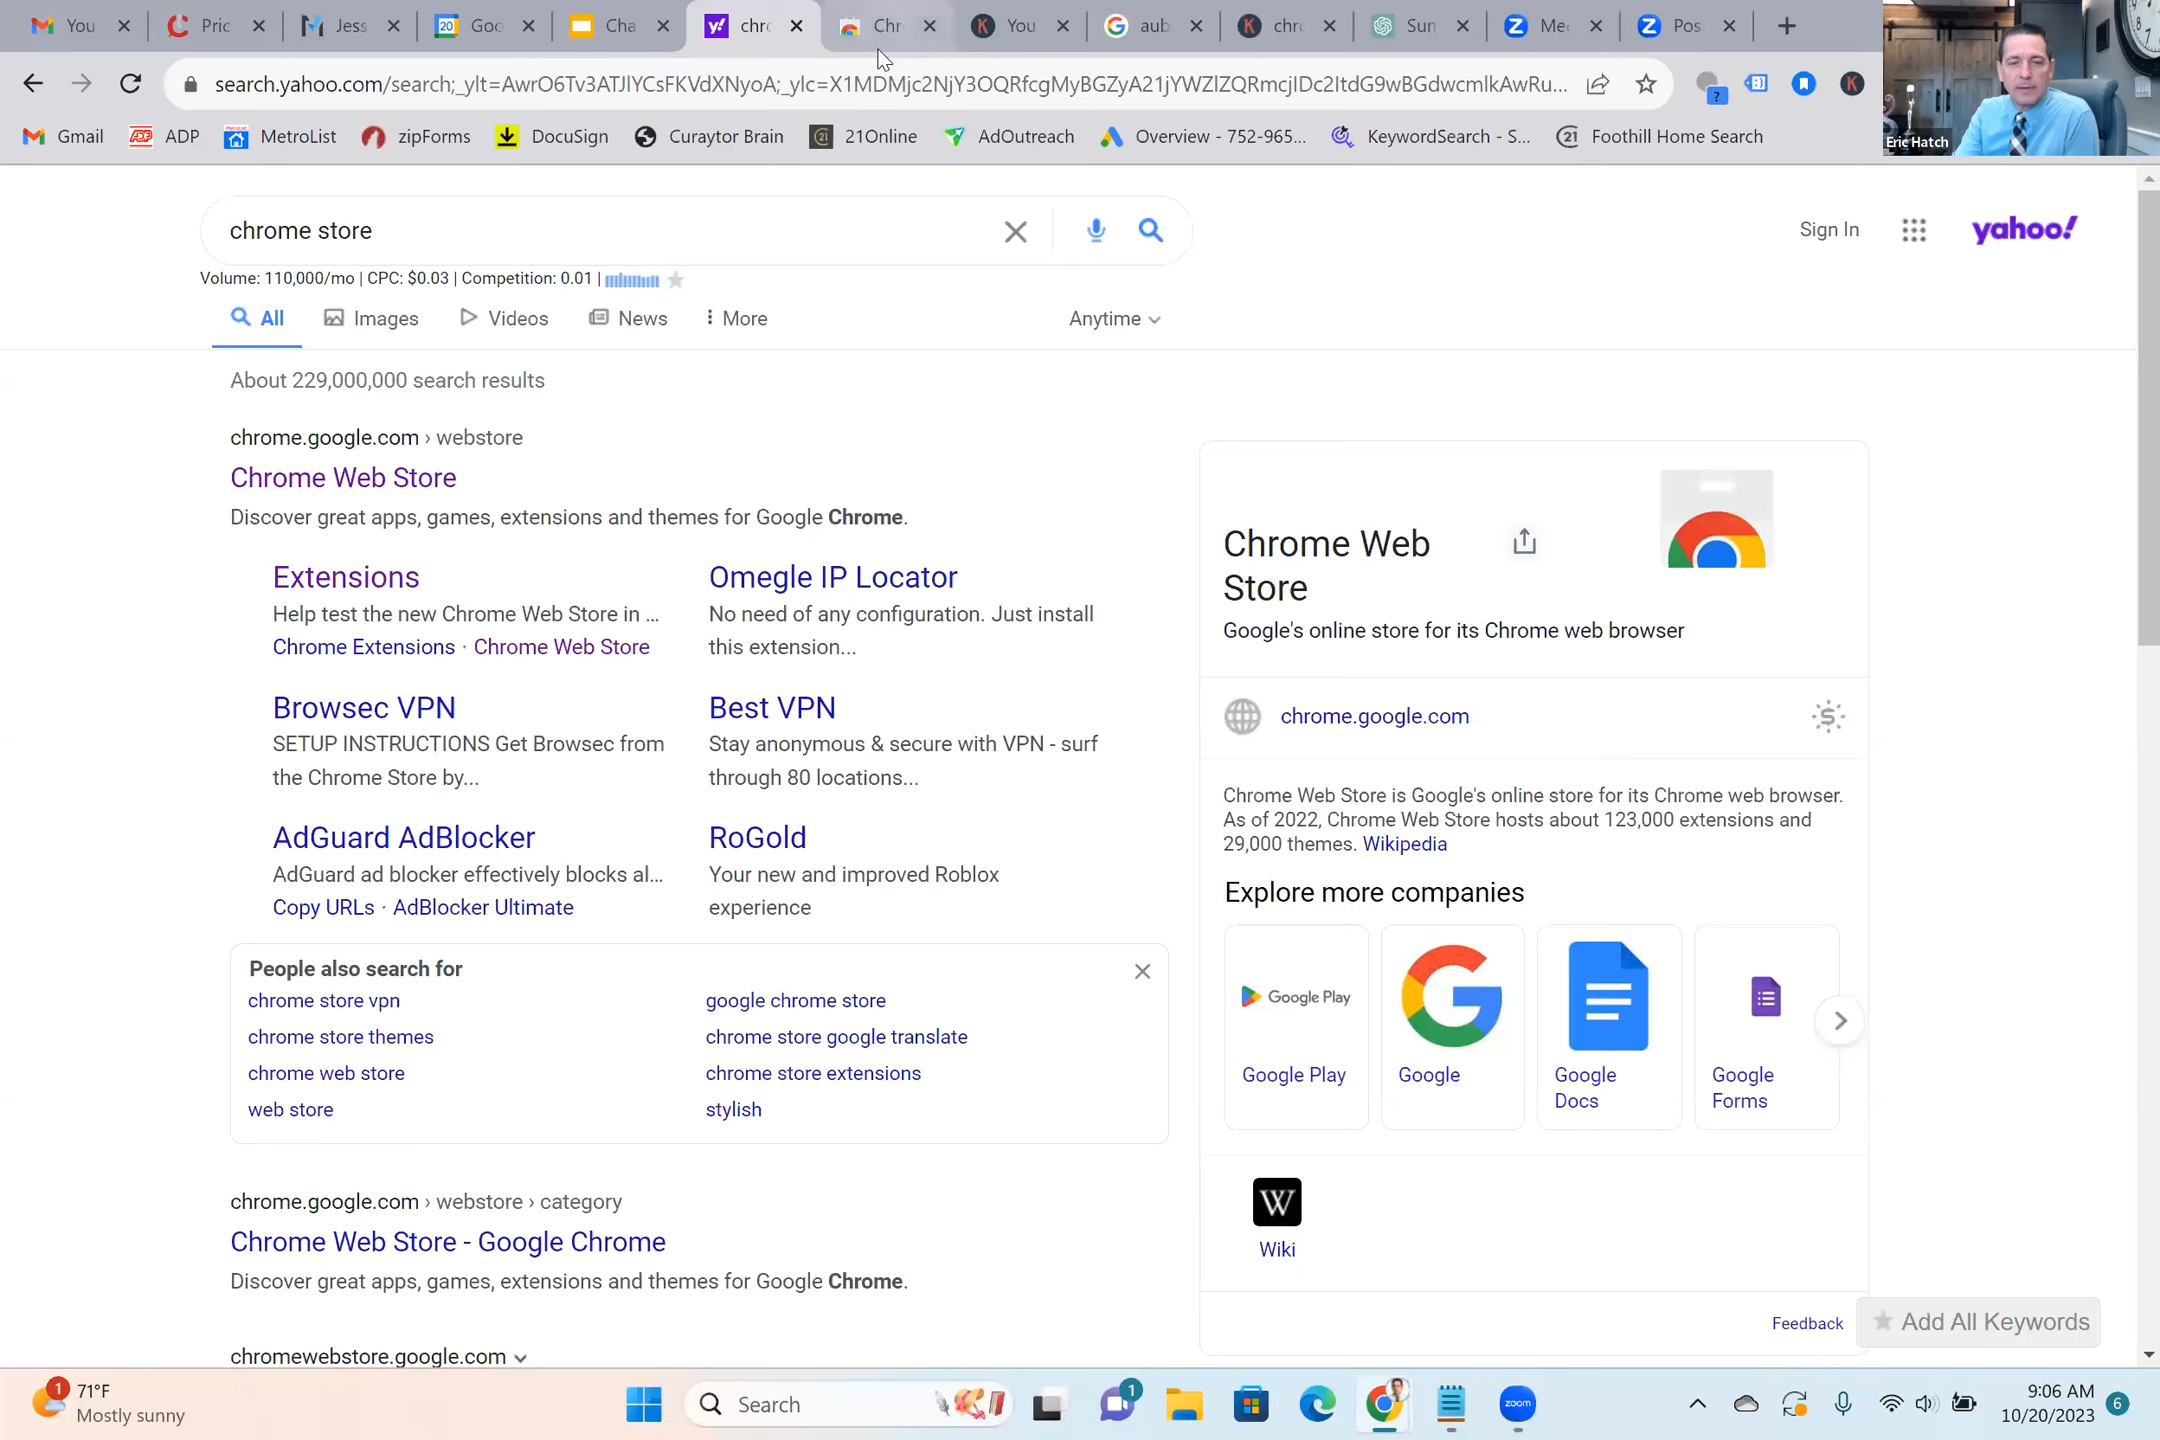 You
Pric
Jess
Goo
Cha
chro
Chr
You
aub
chr
Sun
Me
Pos
search.yahoo.com/search;_ylt=AwrO6Tv3ATJlYCsFKVdXNyoA;_ylc=X1MDMjc2NjY3OQRfcgMyBGZyA21jYWZlZQRmcjIDc2ItdG9wBGdwcmlkAwRu...
Gmail
ADP
MetroList
zipForms
DocuSign
Curaytor Brain
21Online
AdOutreach
Overview - 752-965...
KeywordSearch - S...
Foothill Home Search
Eric Hatch
chrome store
Sign In
yahoo!
Volume: 110,000/mo | CPC: $0.03 | Competition: 0.01 |
All
Images
Videos
News
More
Anytime
About 229,000,000 search results
chrome.google.com › webstore
Chrome Web Store
Discover great apps, games, extensions and themes for Google Chrome.
Extensions
Help test the new Chrome Web Store in ...
Chrome Extensions · Chrome Web Store
Omegle IP Locator
No need of any configuration. Just install
this extension...
Browsec VPN
SETUP INSTRUCTIONS Get Browsec from
the Chrome Store by...
Best VPN
Stay anonymous & secure with VPN - surf
through 80 locations...
AdGuard AdBlocker
AdGuard ad blocker effectively blocks al...
Copy URLs · AdBlocker Ultimate
RoGold
Your new and improved Roblox
experience
People also search for
chrome store vpn
google chrome store
chrome store themes
chrome store google translate
chrome web store
chrome store extensions
web store
stylish
chrome.google.com › webstore › category
Chrome Web Store - Google Chrome
Discover great apps, games, extensions and themes for Google Chrome.
chromewebstore.google.com
Chrome Web
Store
Google's online store for its Chrome web browser
chrome.google.com
Chrome Web Store is Google's online store for its Chrome web browser.
As of 2022, Chrome Web Store hosts about 123,000 extensions and
29,000 themes. Wikipedia
Explore more companies
Google Play
Google Play
Google
Google
Docs
Google
Forms
W
Wiki
Feedback
Add All Keywords
1
71°F
Mostly sunny
Search
1
zoom
9:06 AM
10/20/2023
6